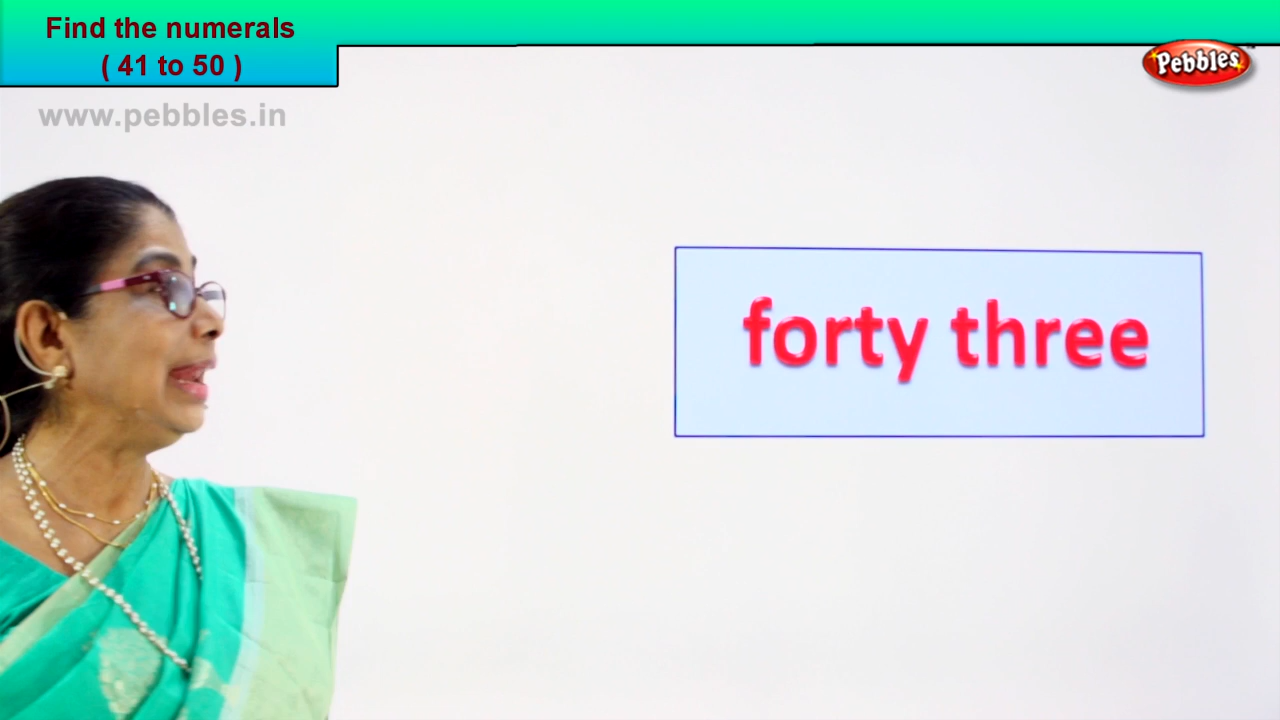 Find the numerals
( 41 to 50 )
Pebbles
www.pebbles.in
forty three